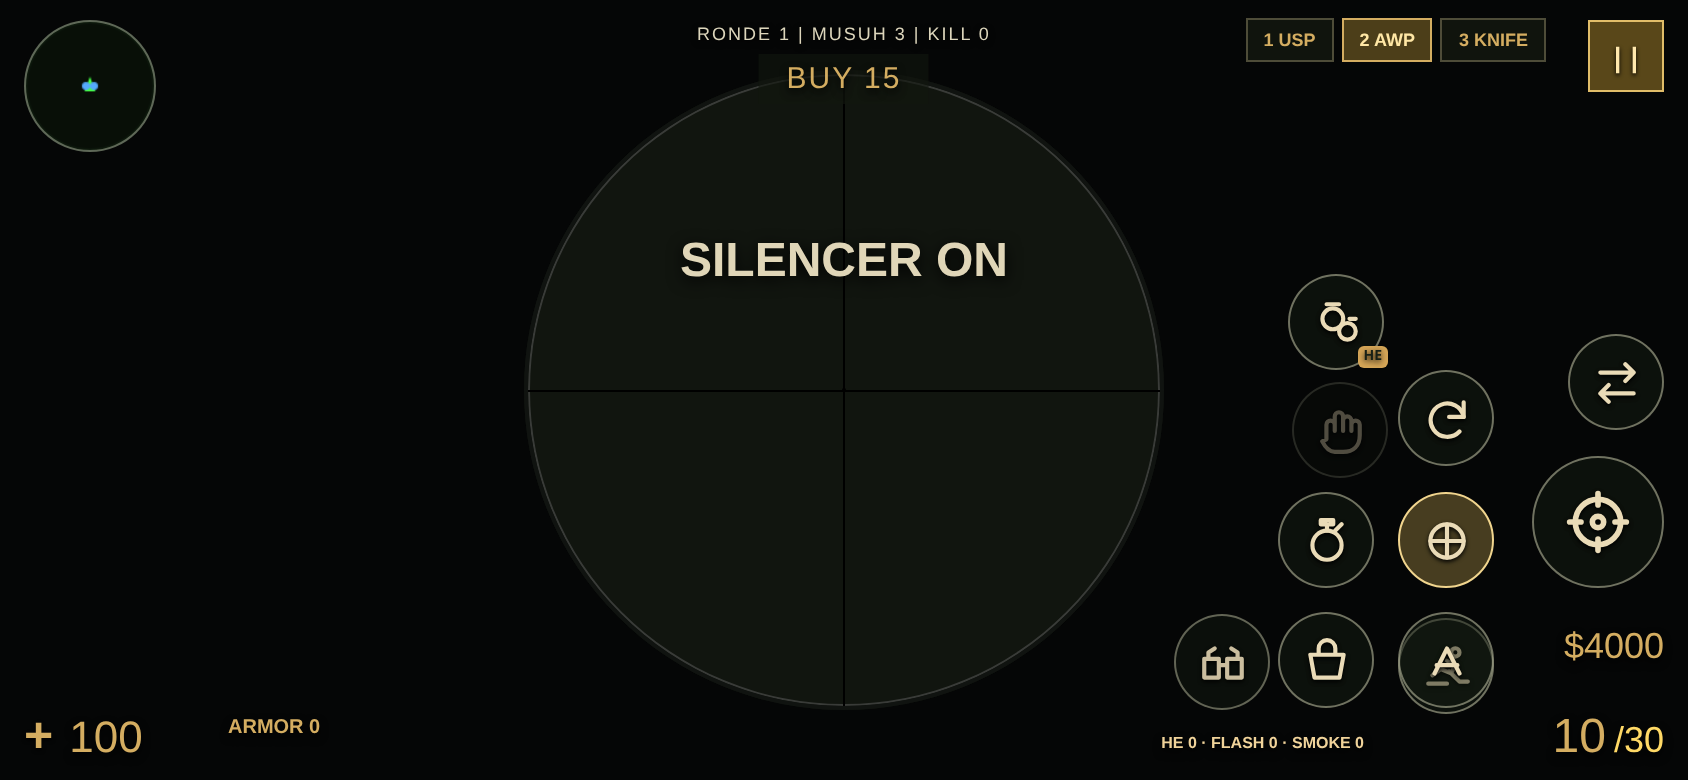 RONDE 1 | MUSUH 3 | KILL 0
1 USP
2 AWP
3 KNIFE
BUY 15
SILENCER ON
HE
$4000
+ 100
ARMOR 0
HE 0 · FLASH 0 · SMOKE 0
10 /30